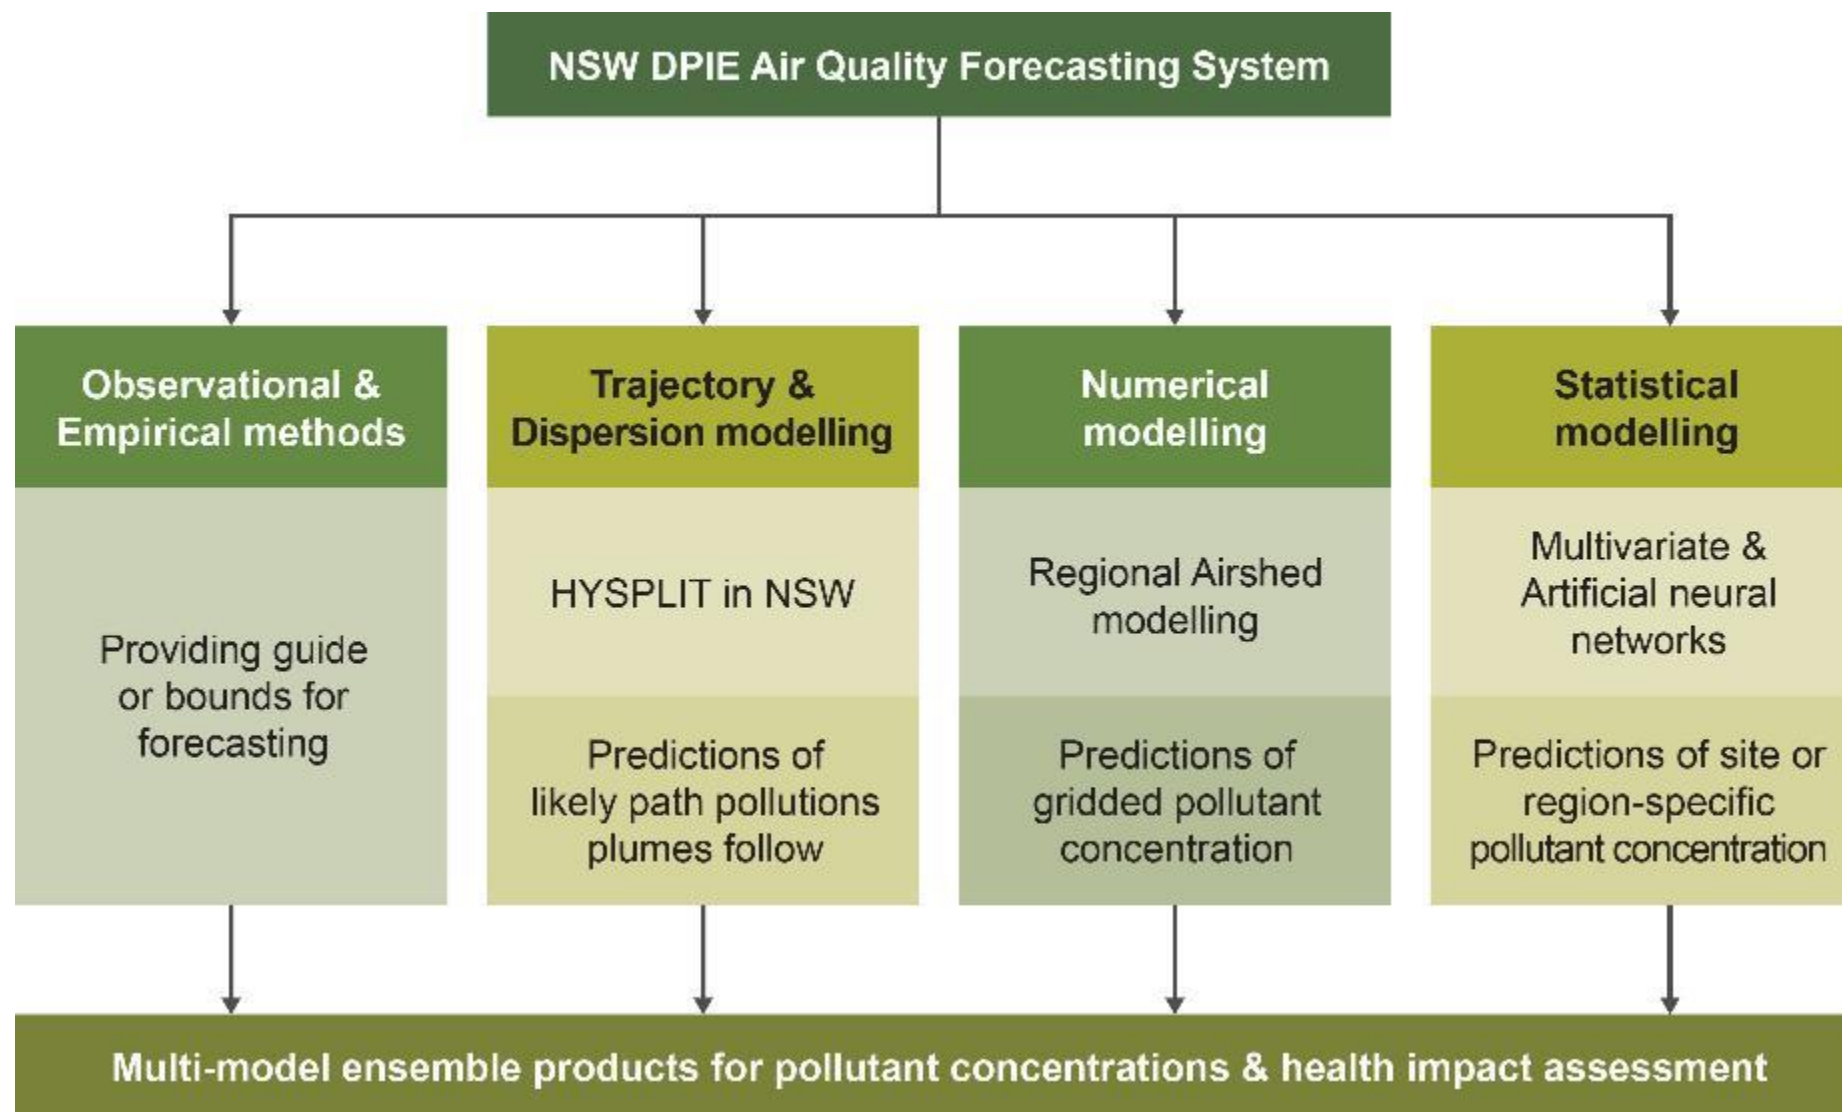 NSW DPIE Air Quality Forecasting System
Observational &
Empirical methods
Providing guide
or bounds for
forecasting
Trajectory &
Dispersion modelling
HYSPLIT in NSW
Predictions of
likely path pollutions
plumes follow
Numerical
modelling
Regional Airshed
modelling
Predictions of
gridded pollutant
concentration
Statistical
modelling
Multivariate &
Artificial neural
networks
Predictions of site or
region-specific
pollutant concentration
Multi-model ensemble products for pollutant concentrations & health impact assessment